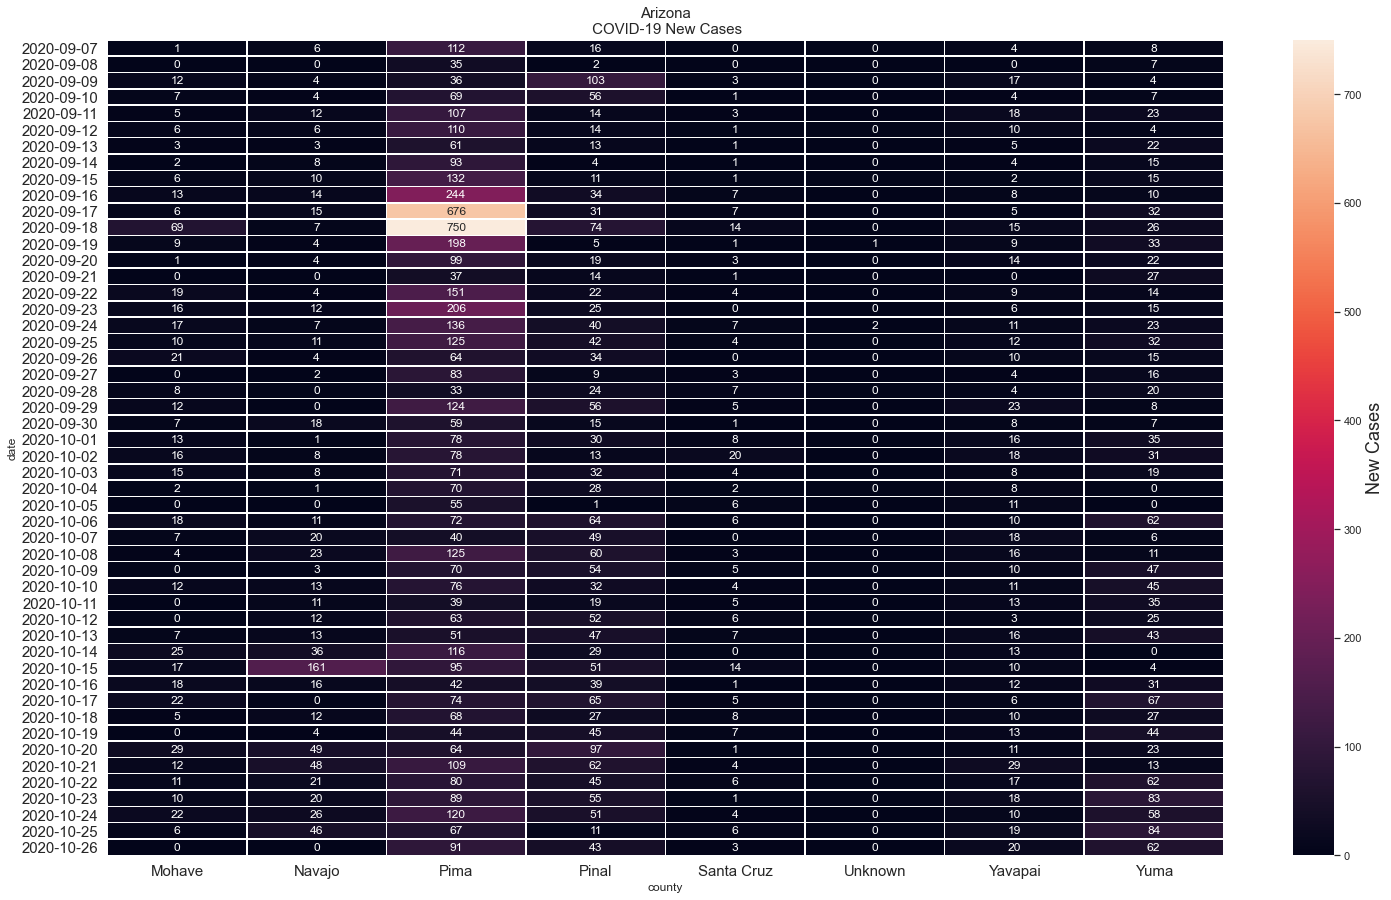 Arizona
COVID-19 New Cases
2020-09-07 1 6 112 16 0 0 4 8
2020-09-08 0 0 35 2 0 0 0 7
2020-09-09 12 4 36 103 3 0 17 4
2020-09-10 7 4 69 56 1 0 4 7
2020-09-11 5 12 107 14 3 0 18 23
2020-09-12 6 6 110 14 1 0 10 4
2020-09-13 3 3 61 13 1 0 5 22
2020-09-14 2 8 93 4 1 0 4 15
2020-09-15 6 10 132 11 1 0 2 15
2020-09-16 13 14 244 34 7 0 8 10
2020-09-17 6 15 676 31 7 0 5 32
2020-09-18 69 7 750 74 14 0 15 26
2020-09-19 9 4 198 5 1 1 9 33
2020-09-20 1 4 99 19 3 0 14 22
2020-09-21 0 0 37 14 1 0 0 27
2020-09-22 19 4 151 22 4 0 9 14
2020-09-23 16 12 206 25 0 0 6 15
2020-09-24 17 7 136 40 7 2 11 23
2020-09-25 10 11 125 42 4 0 12 32
2020-09-26 21 4 64 34 0 0 10 15
2020-09-27 0 2 83 9 3 0 4 16
2020-09-28 8 0 33 24 7 0 4 20
2020-09-29 12 0 124 56 5 0 23 8
2020-09-30 7 18 59 15 1 0 8 7
2020-10-01 13 1 78 30 8 0 16 35
2020-10-02 16 8 78 13 20 0 18 31
2020-10-03 15 8 71 32 4 0 8 19
2020-10-04 2 1 70 28 2 0 8 0
2020-10-05 0 0 55 1 6 0 11 0
2020-10-06 18 11 72 64 6 0 10 62
2020-10-07 7 20 40 49 0 0 18 6
2020-10-08 4 23 125 60 3 0 16 11
2020-10-09 0 3 70 54 5 0 10 47
2020-10-10 12 13 76 32 4 0 11 45
2020-10-11 0 11 39 19 5 0 13 35
2020-10-12 0 12 63 52 6 0 3 25
2020-10-13 7 13 51 47 7 0 16 43
2020-10-14 25 36 116 29 0 0 13 0
2020-10-15 17 161 95 51 14 0 10 4
2020-10-16 18 16 42 39 1 0 12 31
2020-10-17 22 0 74 65 5 0 6 67
2020-10-18 5 12 68 27 8 0 10 27
2020-10-19 0 4 44 45 7 0 13 44
2020-10-20 29 49 64 97 1 0 11 23
2020-10-21 12 48 109 62 4 0 29 13
2020-10-22 11 21 80 45 6 0 17 62
2020-10-23 10 20 89 55 1 0 18 83
2020-10-24 22 26 120 51 4 0 10 58
2020-10-25 6 46 67 11 6 0 19 84
2020-10-26 0 0 91 43 3 0 20 62
Mohave Navajo Pima Pinal Santa Cruz Unknown Yavapai Yuma
county
date
700
600
500
400
300
200
100
0
New Cases